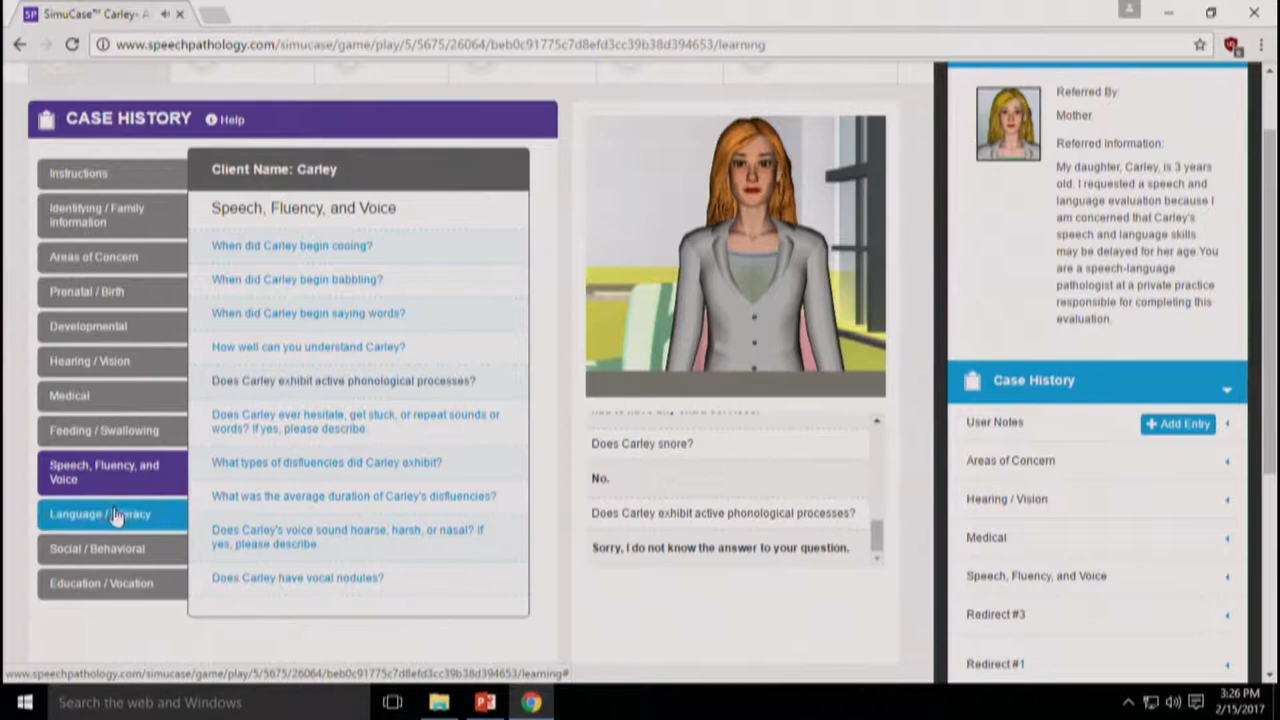 SimuCase™ Carley- A
www.speechpathology.com/simucase/game/play/5/5675/26064/beb0c91775c7d8efd3cc39b38d394653/learning
CASE HISTORY
Help
Instructions
Identifying / Family
Information
Areas of Concern
Prenatal / Birth
Developmental
Hearing / Vision
Medical
Feeding / Swallowing
Speech, Fluency, and
Voice
Language /
Social / Behavioral
Education / Vocation
Client Name: Carley
Speech, Fluency, and Voice
When did Carley begin cooing?
When did Carley begin babbling?
When did Carley begin saying words?
How well can you understand Carley?
Does Carley exhibit active phonological processes?
Does Carley ever hesitate, get stuck, or repeat sounds or
words? If yes, please describe.
What types of disfluencies did Carley exhibit?
What was the average duration of Carley's disfluencies?
Does Carley's voice sound hoarse, harsh, or nasal? If
yes, please describe.
Does Carley have vocal nodules?
Does Carley snore?
No.
Does Carley exhibit active phonological processes?
Sorry, I do not know the answer to your question.
Referred By:
Mother
Referred Information:
My daughter, Carley, is 3 years
old. I requested a speech and
language evaluation because I
am concerned that Carley's
speech and language skills
may be delayed for her age.You
are a speech-language
pathologist at a private practice
responsible for completing this
evaluation.
Case History
User Notes
Add Entry
Areas of Concern
Hearing / Vision
Medical
Speech, Fluency, and Voice
Redirect #3
Redirect #1
www.speechpathology.com/simucase/game/play/5/5675/26064/beb0c91775c7d8efd3cc39b38d394653/learning#
Search the web and Windows
3:26 PM
2/15/2017